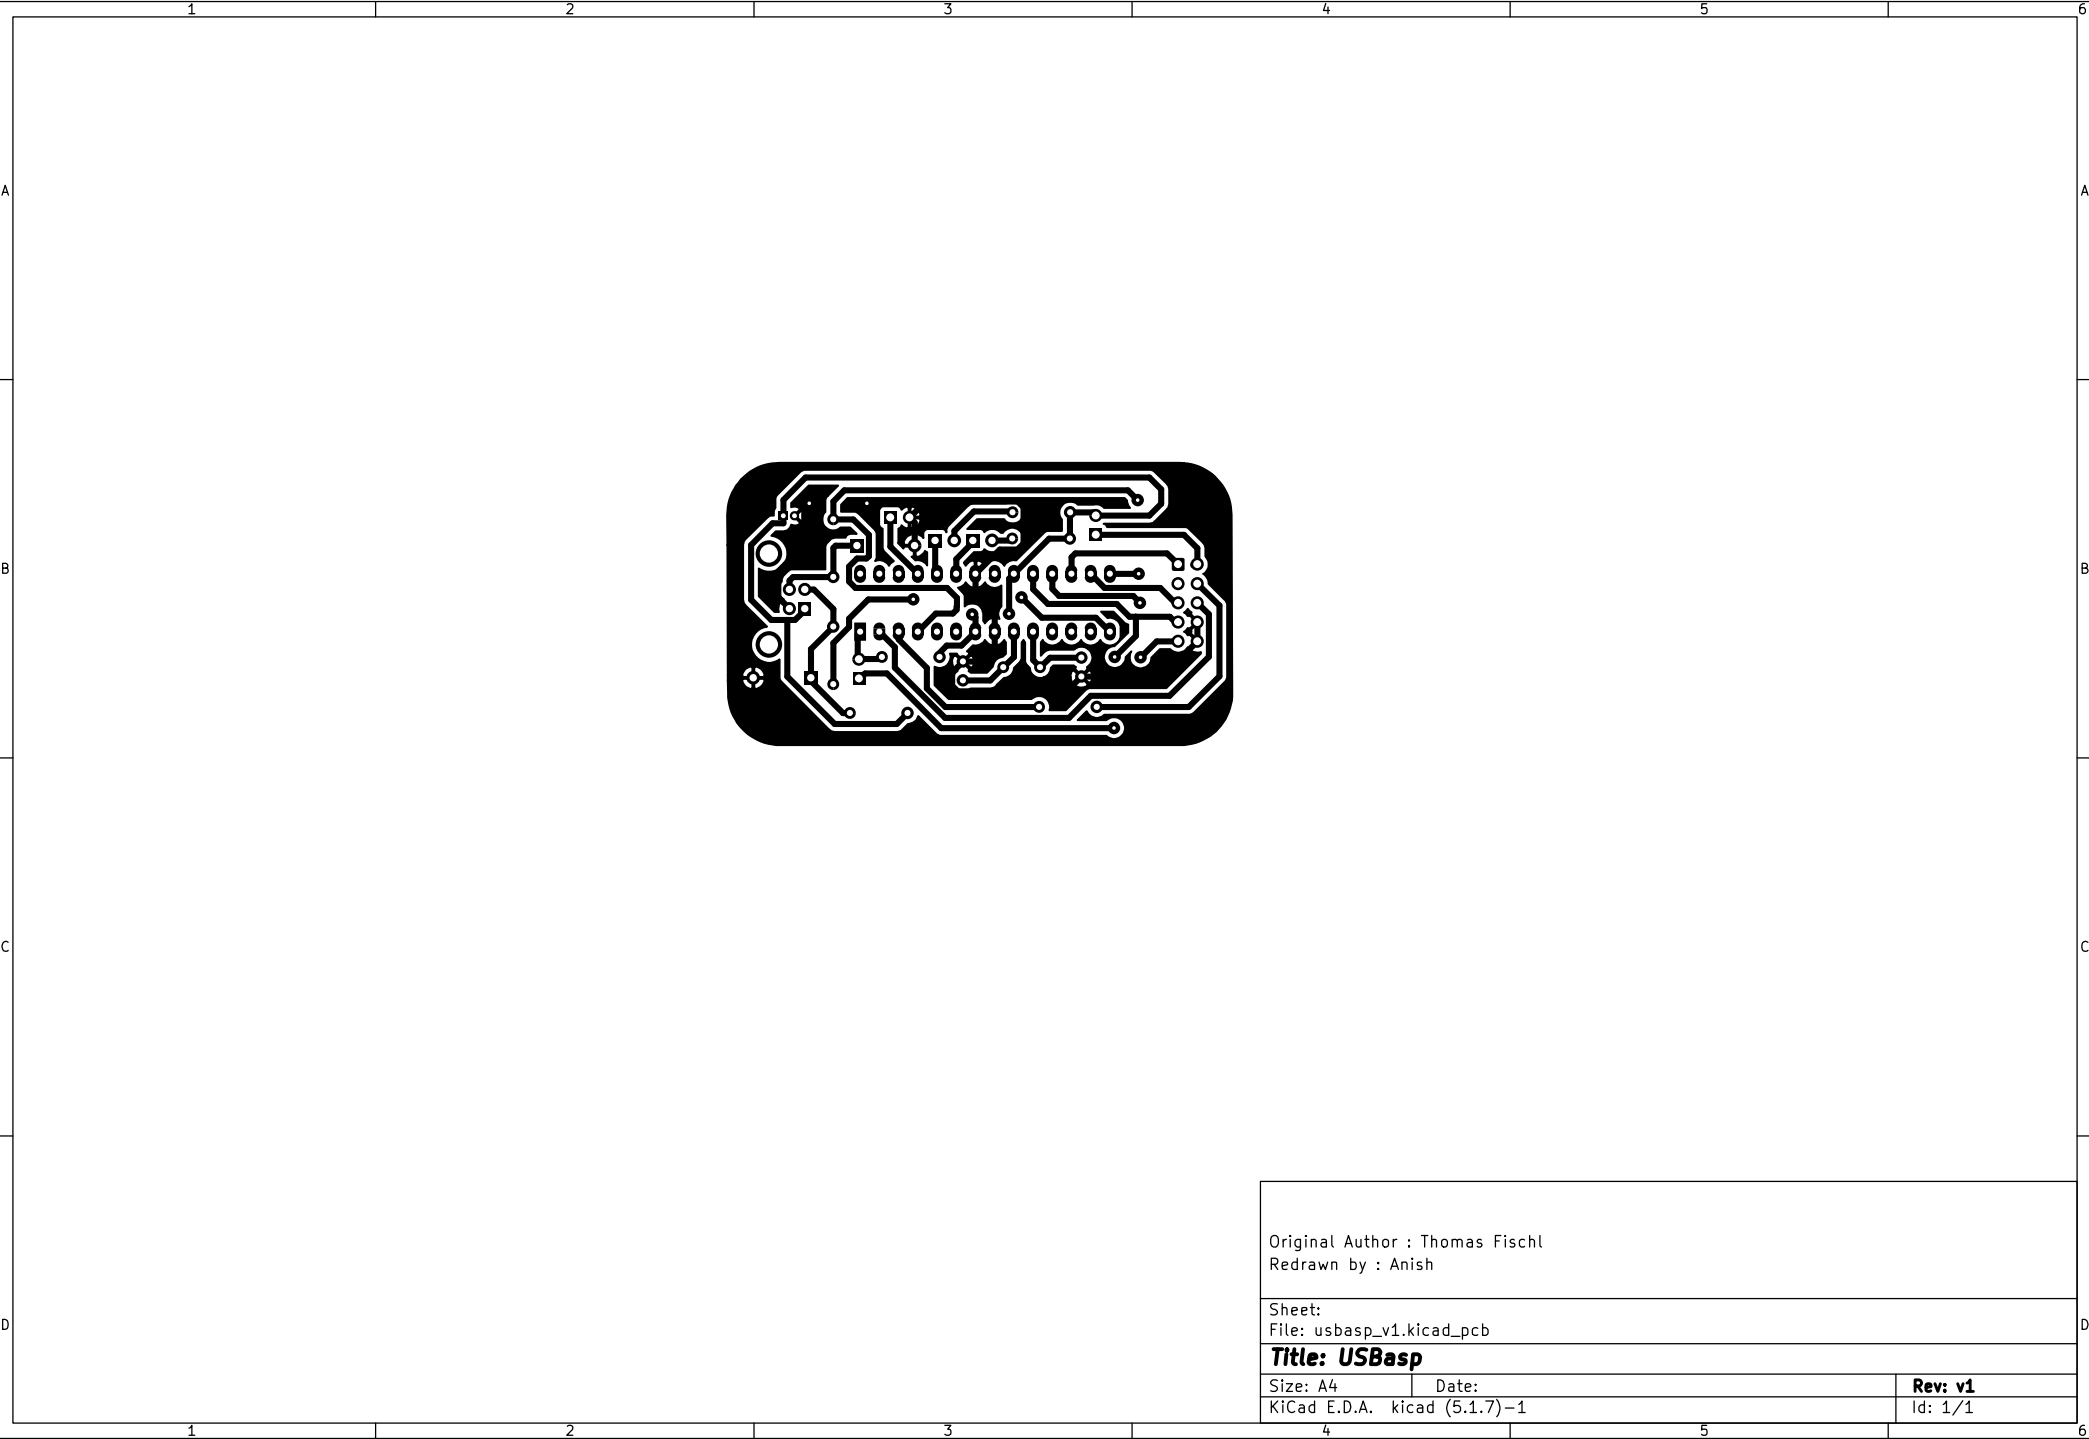 1 2 3 4 5 6
A A
B B
C C
Original Author : Thomas Fischl
Redrawn by : Anish
Sheet:
D D
File: usbasp_v1.kicad_pcb
Title: USBasp
Size: A4 Date: Rev: v1
KiCad E.D.A. kicad (5.1.7)-1 Id: 1/1
1 2 3 4 5 6